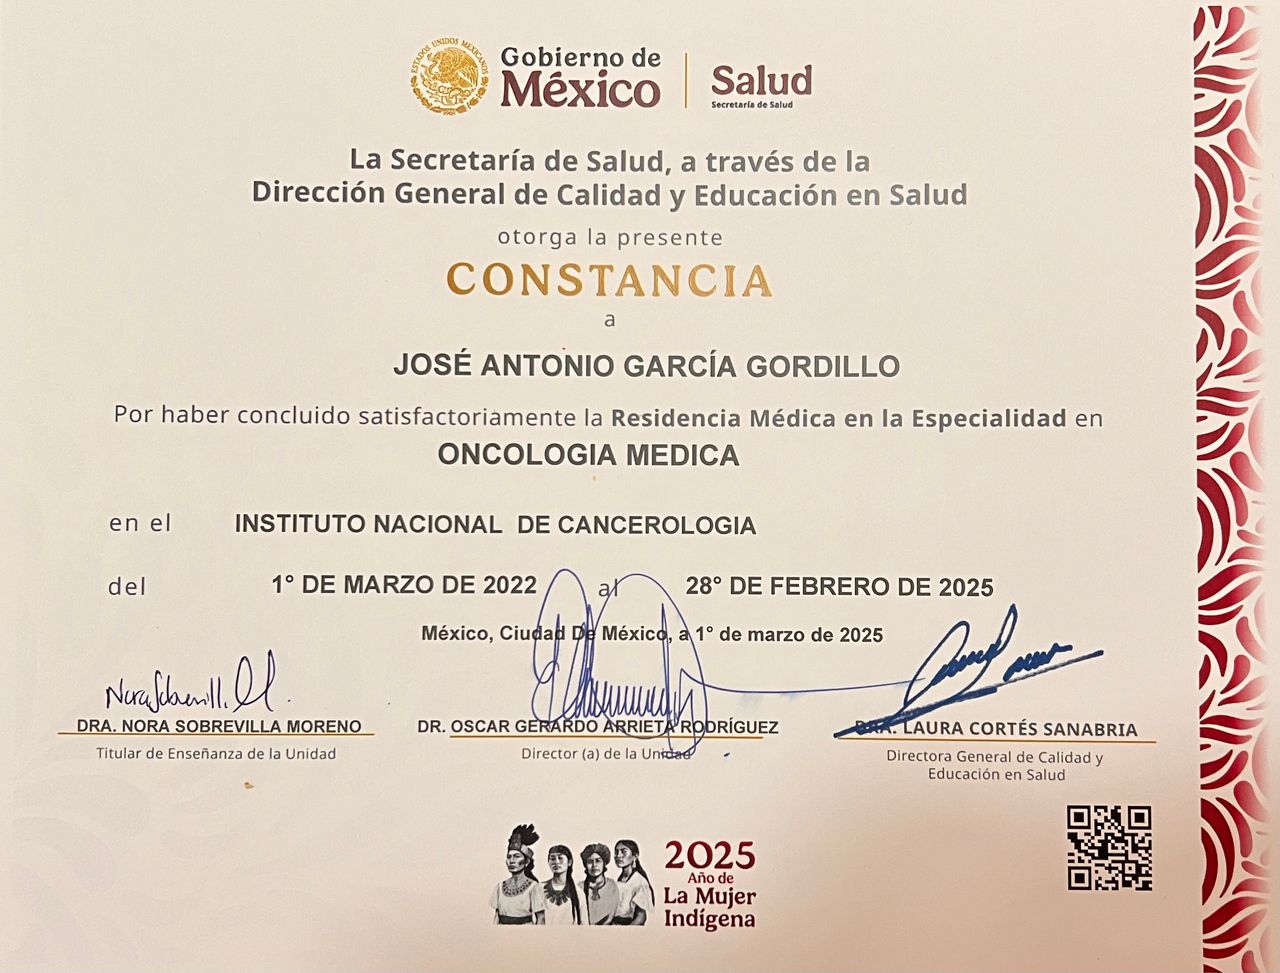 ESTADOS UNIDOS MEXICANOS
Gobierno de
México
Salud
Secretaría de Salud
La Secretaría de Salud, a través de la
Dirección General de Calidad y Educación en Salud
otorga la presente
CONSTANCIA
a
JOSÉ ANTONIO GARCÍA GORDILLO
Por haber concluido satisfactoriamente la Residencia Médica en la Especialidad en
ONCOLOGIA MEDICA
en el INSTITUTO NACIONAL DE CANCEROLOGIA
del 1° DE MARZO DE 2022 al 28° DE FEBRERO DE 2025
México, Ciudad De México, a 1° de marzo de 2025
DRA. NORA SOBREVILLA MORENO
Titular de Enseñanza de la Unidad
DR. OSCAR GERARDO ARRIETA RODRÍGUEZ
Director (a) de la Unidad
DRA. LAURA CORTÉS SANABRIA
Directora General de Calidad y
Educación en Salud
2025
Año de
La Mujer
Indígena